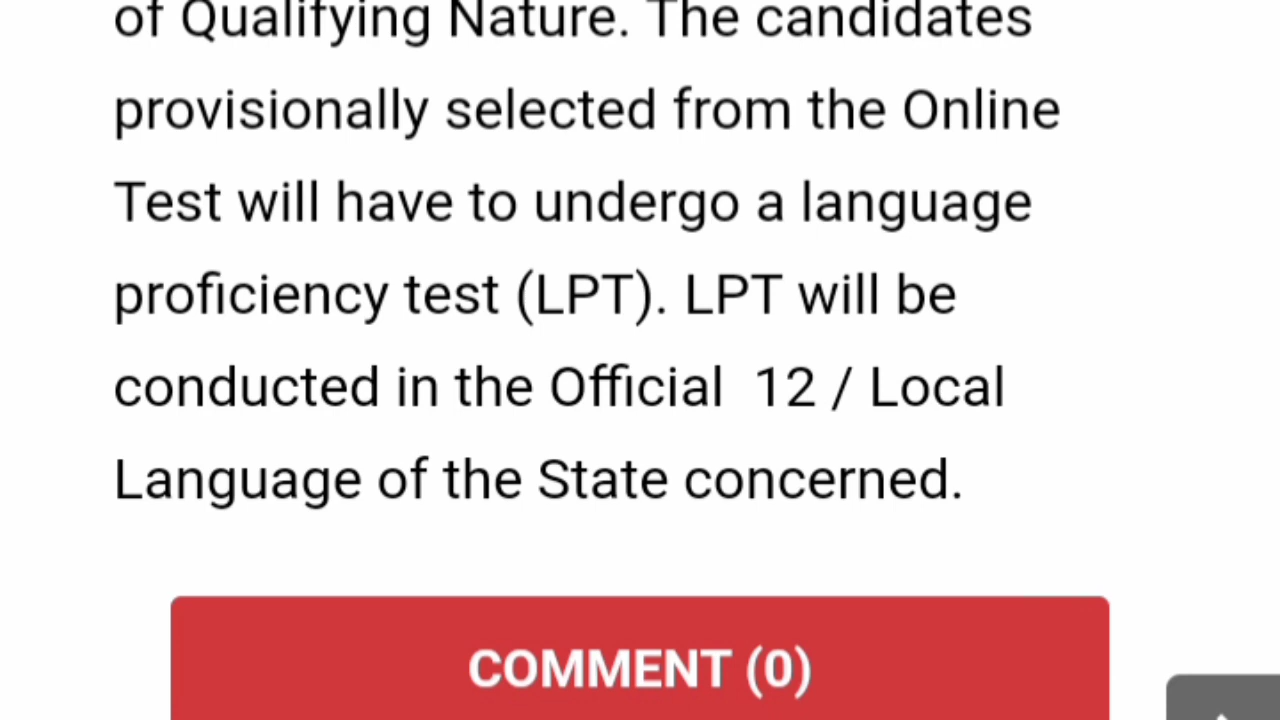 of Qualifying Nature. The candidates
provisionally selected from the Online
Test will have to undergo a language
proficiency test (LPT). LPT will be
conducted in the Official  12 / Local
Language of the State concerned.
COMMENT (0)